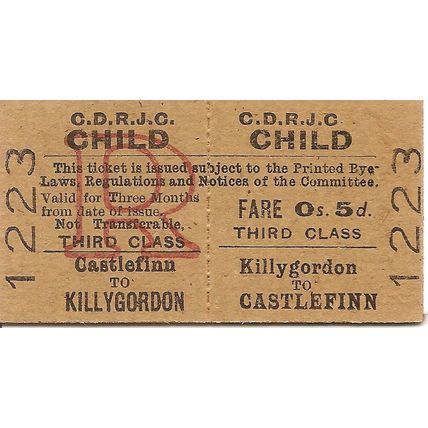 C.D.R.J.C. C.D.R.J.C
CHILD CHILD
This ticket is issued subject to the Printed Bye-
Laws, Regulations and Notices of the Committee.
Valid for Three Months
from date of issue.
Not Transferable,
THIRD CLASS
Castlefinn
TO
KILLYGORDON
FARE 0s. 5d.
THIRD CLASS
Killygordon
TO
CASTLEFINN
R
1223
1223